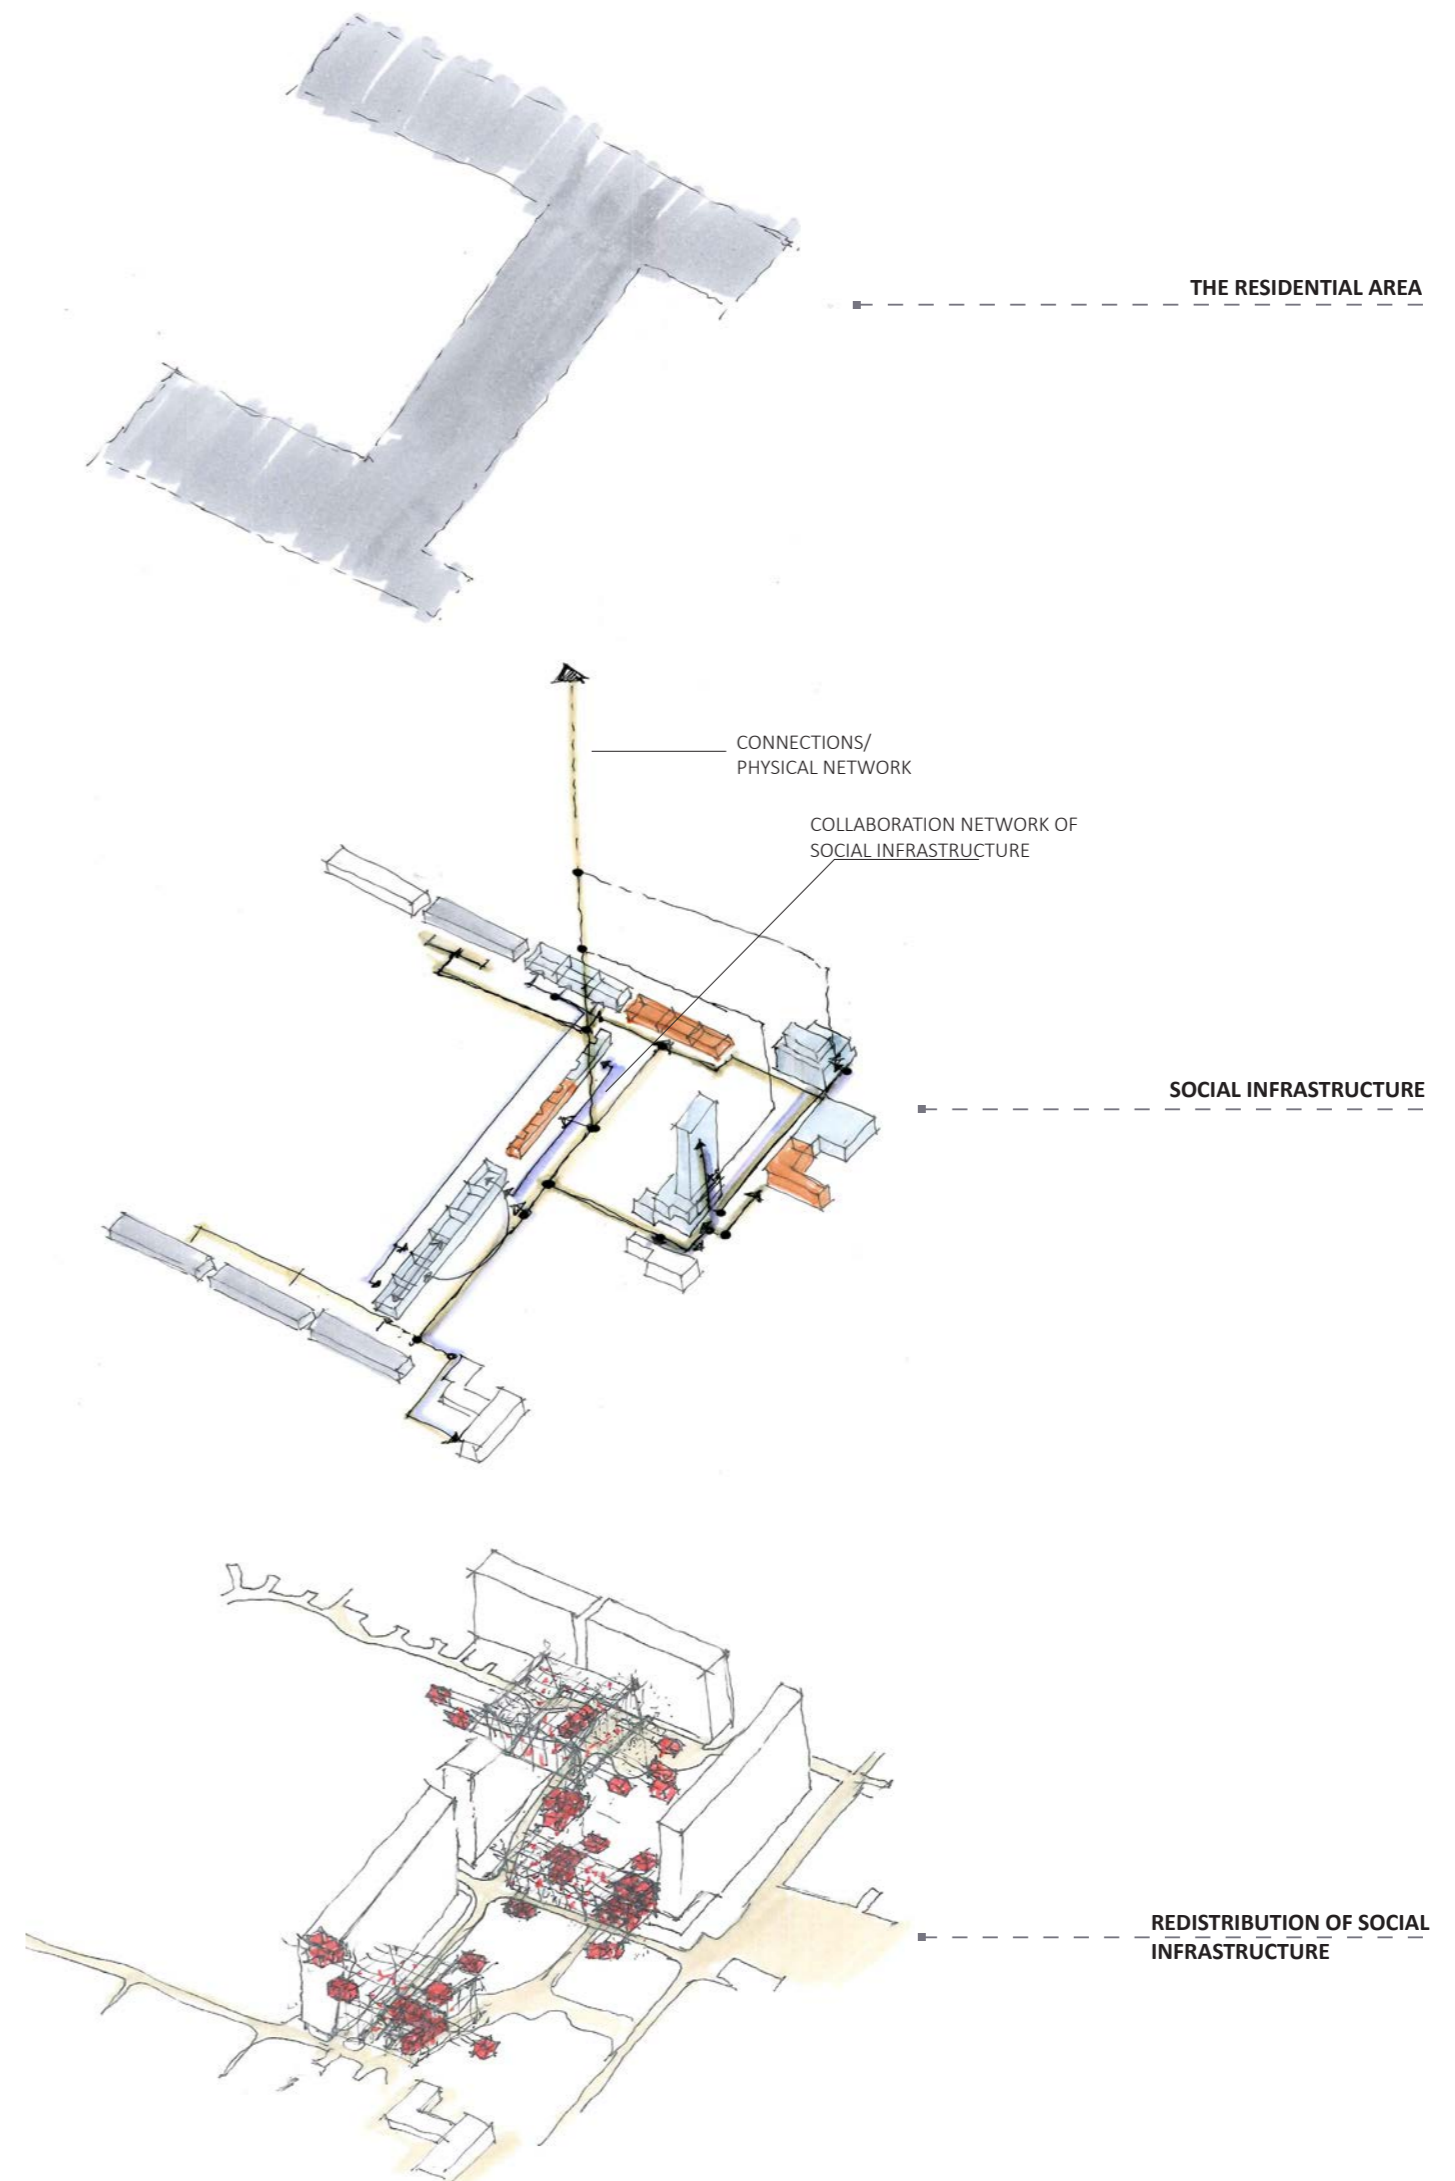 THE RESIDENTIAL AREA
CONNECTIONS/
PHYSICAL NETWORK
COLLABORATION NETWORK OF
SOCIAL INFRASTRUCTURE
SOCIAL INFRASTRUCTURE
REDISTRIBUTION OF SOCIAL
INFRASTRUCTURE